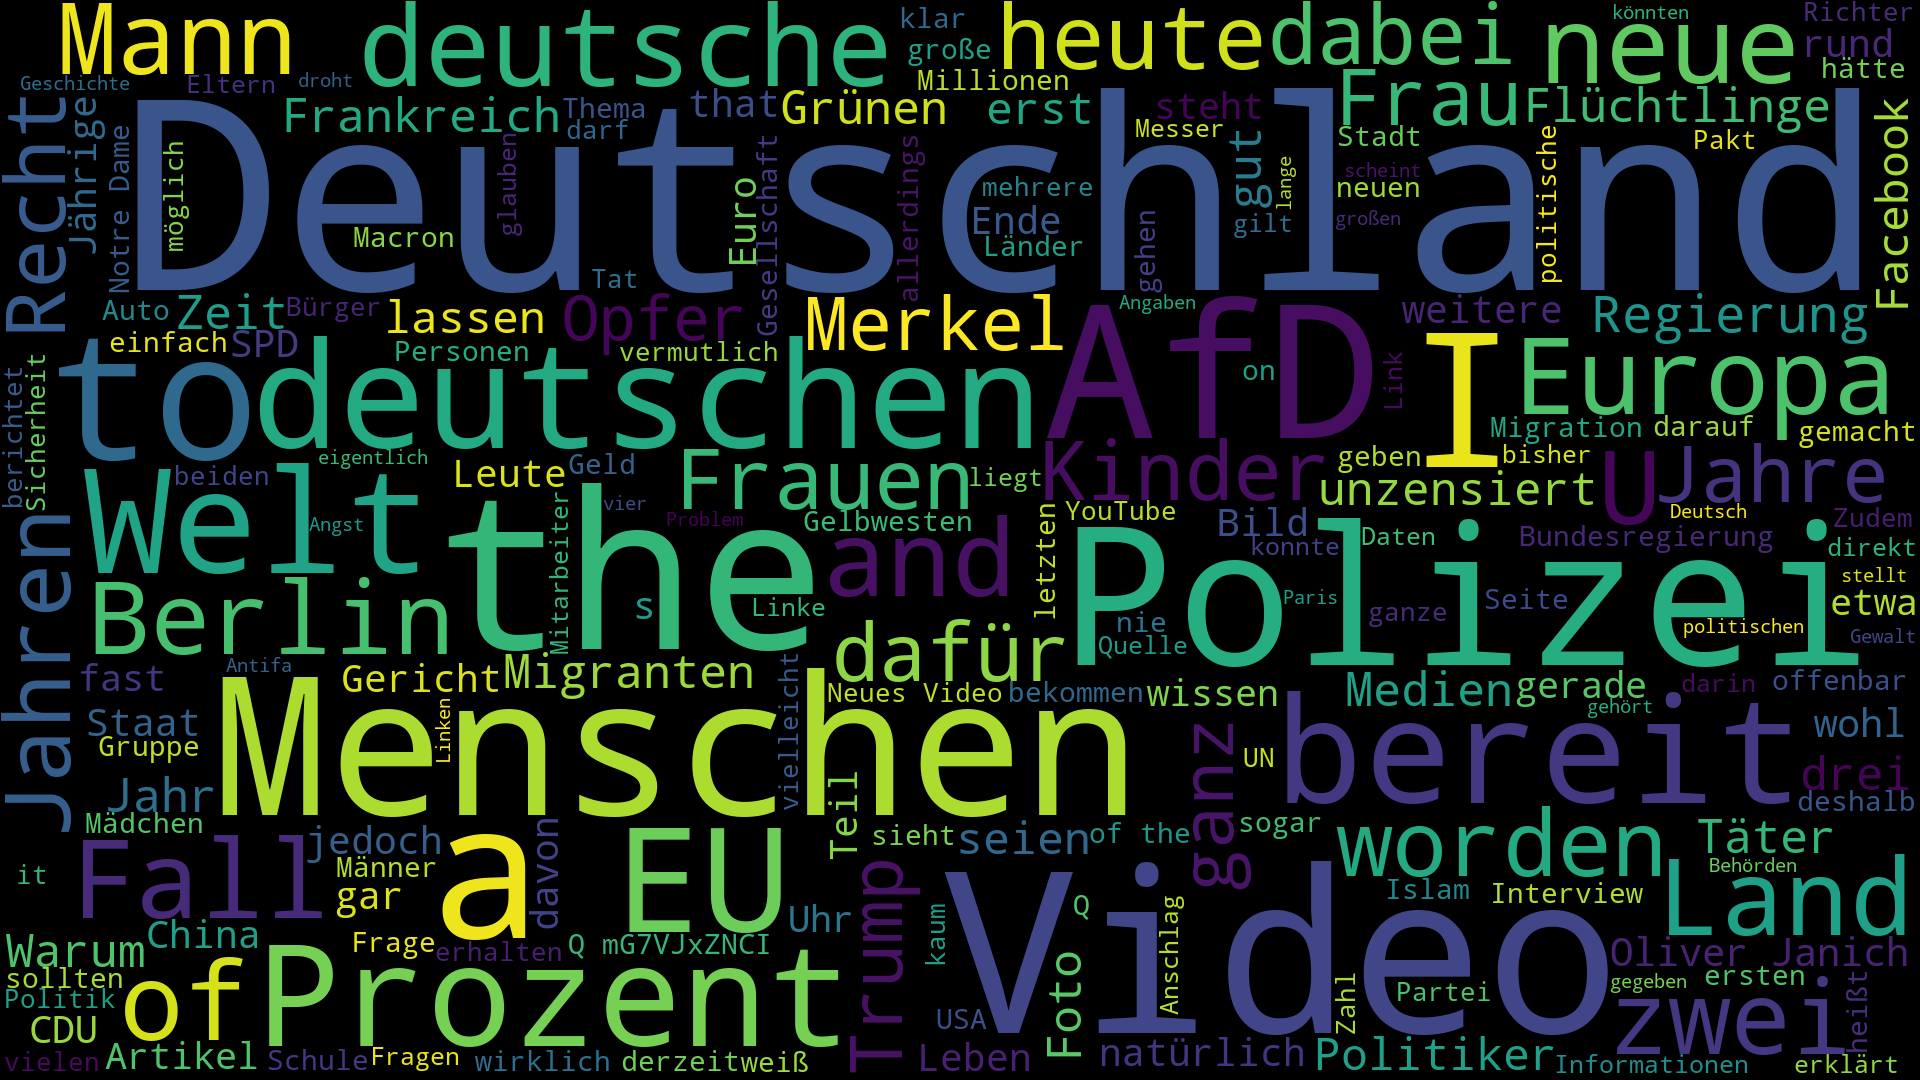 Mann deutsche klar große heute dabei neue könnten Richter rund
Geschichte Eltern droht Millionen hätte
Recht Jährige Frankreich Thema darf that Grünen erst steht Frau Flüchtlinge
Messer Stadt Pakt Facebook
Deutschland
Notre Dame möglich glauben Gesellschaft allerdings mehrere gut lange scheint neuen politische
Macron Euro Ende Länder gehen gilt großen
Tat
Auto Zeit Bürger lassen Opfer Merkel Angaben weitere Regierung
einfach SPD Personen vermutlich AfD I Europa
to deutschen on Link
berichtet Sicherheit Migration darauf gemacht
eigentlich Leute Geld Frauen liegt Kinder geben bisher
beiden unzensiert U Jahre
Welt the vier Problem Gelbwesten YouTube Bild Deutsch Zudem
Angst and letzten konnte Daten Bundesregierung direkt
Jahren Polizei stellt
Berlin Mitarbeiter s Linke dafür Paris ganze Seite etwa
nie Quelle politischen Gewalt
fast Antifa Gericht Migranten vielleicht Neues Video bekommen wissen Medien gerade darin offenbar
Staat Linken gehört wohl
Gruppe Menschen ganz UN bereit drei
Jahr deshalb
Mädchen Fall jedoch a davon EU Teil sieht seien of the sogar worden Täter
it Männer Behörden
gar Uhr Trump Video Q Islam Interview Land
Warum China Frage erhalten Q mG7VJxZNCI kaum Anschlag Oliver Janich
sollten of Prozent Foto Zahl Partei gegeben ersten
Politik zwei heißt
CDU USA
vielen Artikel Schule Fragen wirklich derzeit weiß Leben natürlich Politiker Informationen erklärt